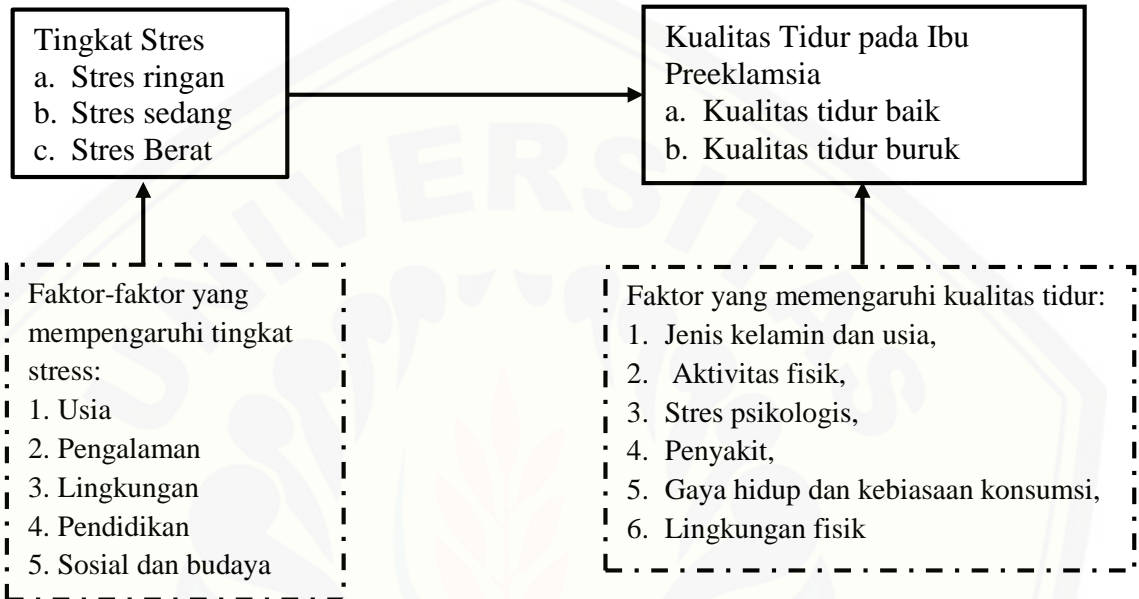 Tingkat Stres
a. Stres ringan
b. Stres sedang
c. Stres Berat
Kualitas Tidur pada Ibu
Preeklamsia
a. Kualitas tidur baik
b. Kualitas tidur buruk
Faktor-faktor yang
mempengaruhi tingkat
stress:
1. Usia
2. Pengalaman
3. Lingkungan
4. Pendidikan
5. Sosial dan budaya
Faktor yang memengaruhi kualitas tidur:
1. Jenis kelamin dan usia,
2. Aktivitas fisik,
3. Stres psikologis,
4. Penyakit,
5. Gaya hidup dan kebiasaan konsumsi,
6. Lingkungan fisik
UNIVERSITAS